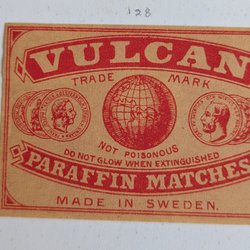 128
VULCAN
TRADE MARK
NOT POISONOUS
DO NOT GLOW WHEN EXTINGUISHED
PARAFFIN MATCHES
MADE IN SWEDEN.